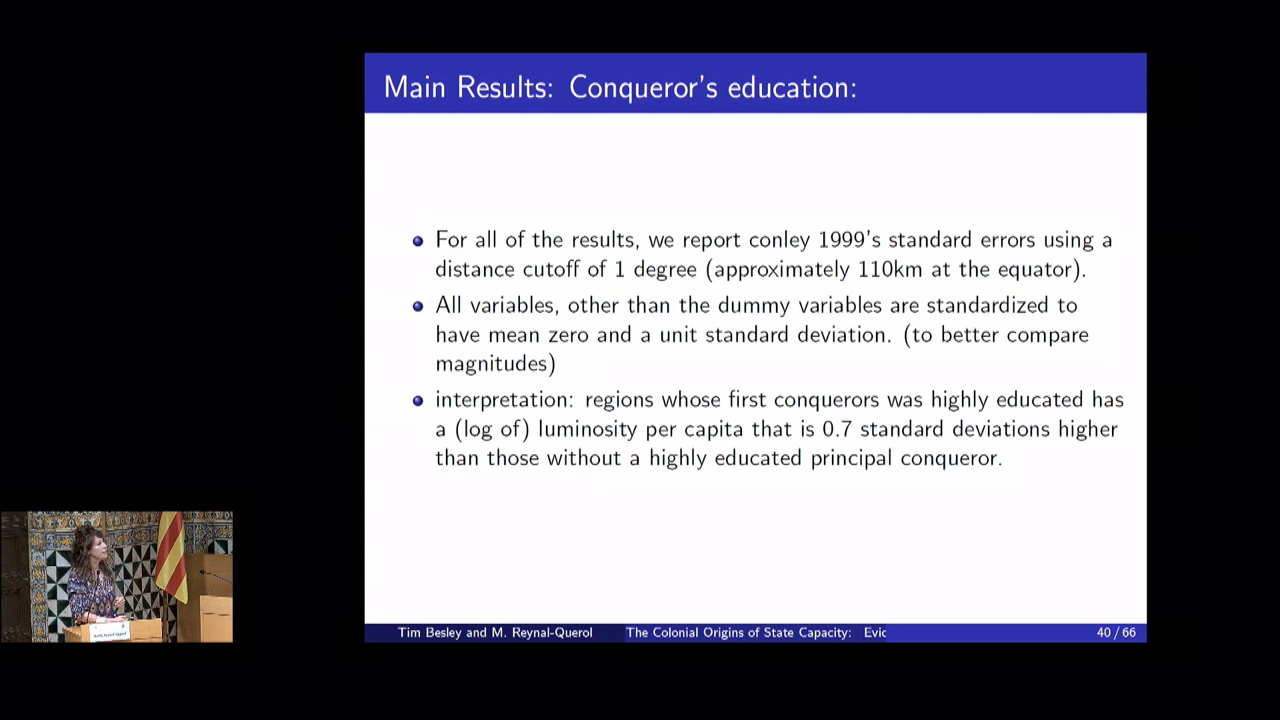 Main Results: Conqueror's education:
For all of the results, we report conley 1999's standard errors using a
distance cutoff of 1 degree (approximately 110km at the equator).
All variables, other than the dummy variables are standardized to
have mean zero and a unit standard deviation. (to better compare
magnitudes)
interpretation: regions whose first conquerors was highly educated has
a (log of) luminosity per capita that is 0.7 standard deviations higher
than those without a highly educated principal conqueror.
Tim Besley and M. Reynal-Querol
The Colonial Origins of State Capacity: Evic
40 / 66